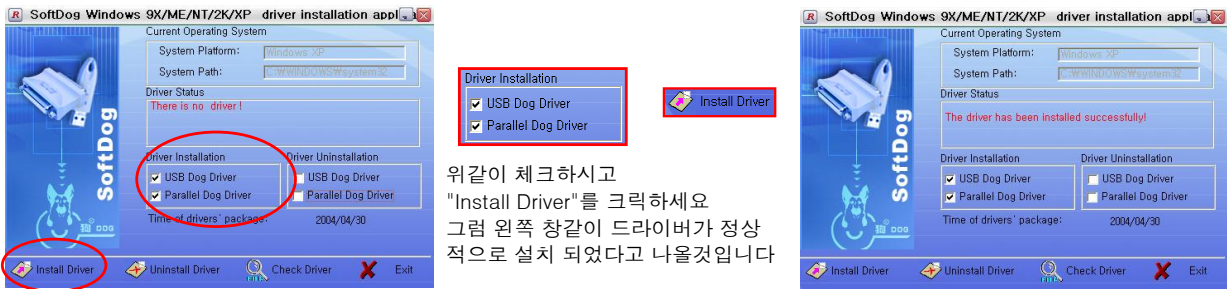 SoftDog Windows 9X/ME/NT/2K/XP driver installation appl
Current Operating System
System Platform: Windows XP
System Path: C:₩WINDOWS₩system32
Driver Status
There is no driver !
Driver Installation
USB Dog Driver
Parallel Dog Driver
Driver Uninstallation
USB Dog Driver
Parallel Dog Driver
Time of drivers' package: 2004/04/30
SoftDog
Install Driver
Uninstall Driver
Check Driver
Exit
Driver Installation
USB Dog Driver
Parallel Dog Driver
Install Driver
위같이 체크하시고
"Install Driver"를 크릭하세요
그럼 왼쪽 창같이 드라이버가 정상
적으로 설치 되었다고 나올것입니다
SoftDog Windows 9X/ME/NT/2K/XP driver installation appl
Current Operating System
System Platform: Windows XP
System Path: C:₩WINDOWS₩system32
Driver Status
The driver has been installed successfully!
Driver Installation
USB Dog Driver
Parallel Dog Driver
Driver Uninstallation
USB Dog Driver
Parallel Dog Driver
Time of drivers' package: 2004/04/30
SoftDog
Install Driver
Uninstall Driver
Check Driver
Exit